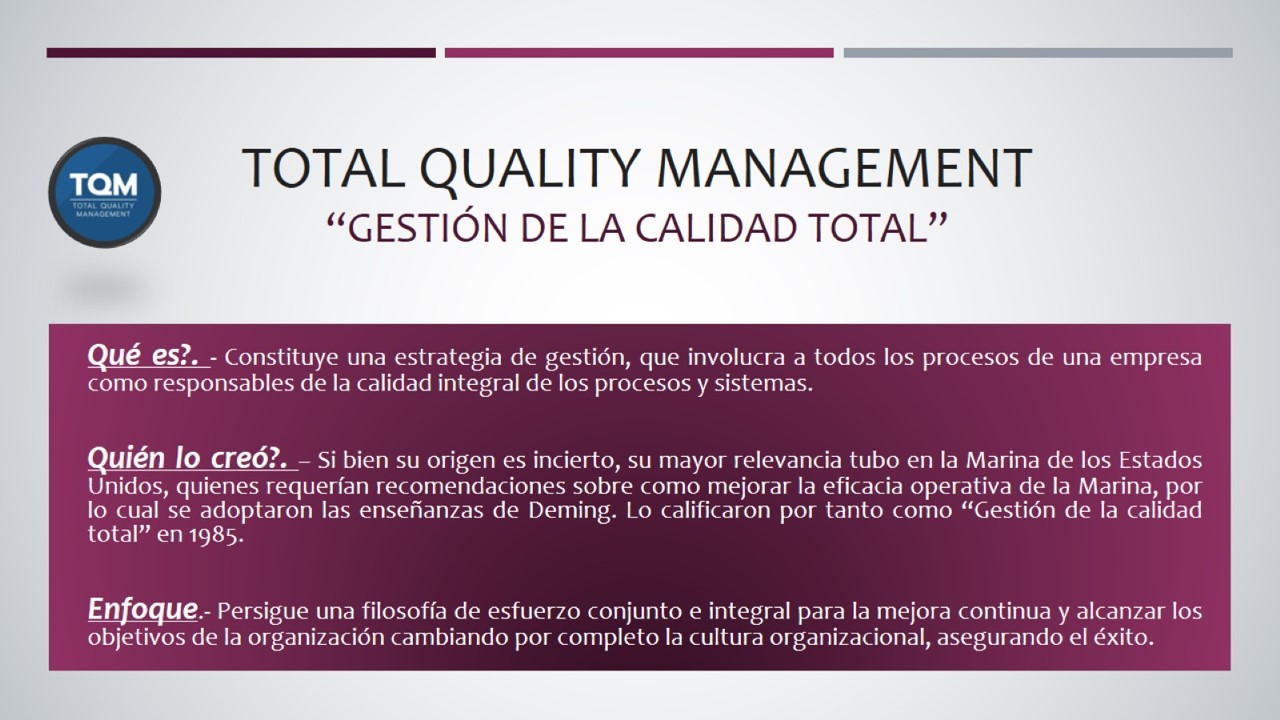 TQM
TOTAL QUALITY
MANAGEMENT
TOTAL QUALITY MANAGEMENT
“GESTIÓN DE LA CALIDAD TOTAL”
Qué es?. - Constituye una estrategia de gestión, que involucra a todos los procesos de una empresa
como responsables de la calidad integral de los procesos y sistemas.
Quién lo creó?. – Si bien su origen es incierto, su mayor relevancia tubo en la Marina de los Estados
Unidos, quienes requerían recomendaciones sobre como mejorar la eficacia operativa de la Marina, por
lo cual se adoptaron las enseñanzas de Deming. Lo calificaron por tanto como “Gestión de la calidad
total” en 1985.
Enfoque.- Persigue una filosofía de esfuerzo conjunto e integral para la mejora continua y alcanzar los
objetivos de la organización cambiando por completo la cultura organizacional, asegurando el éxito.